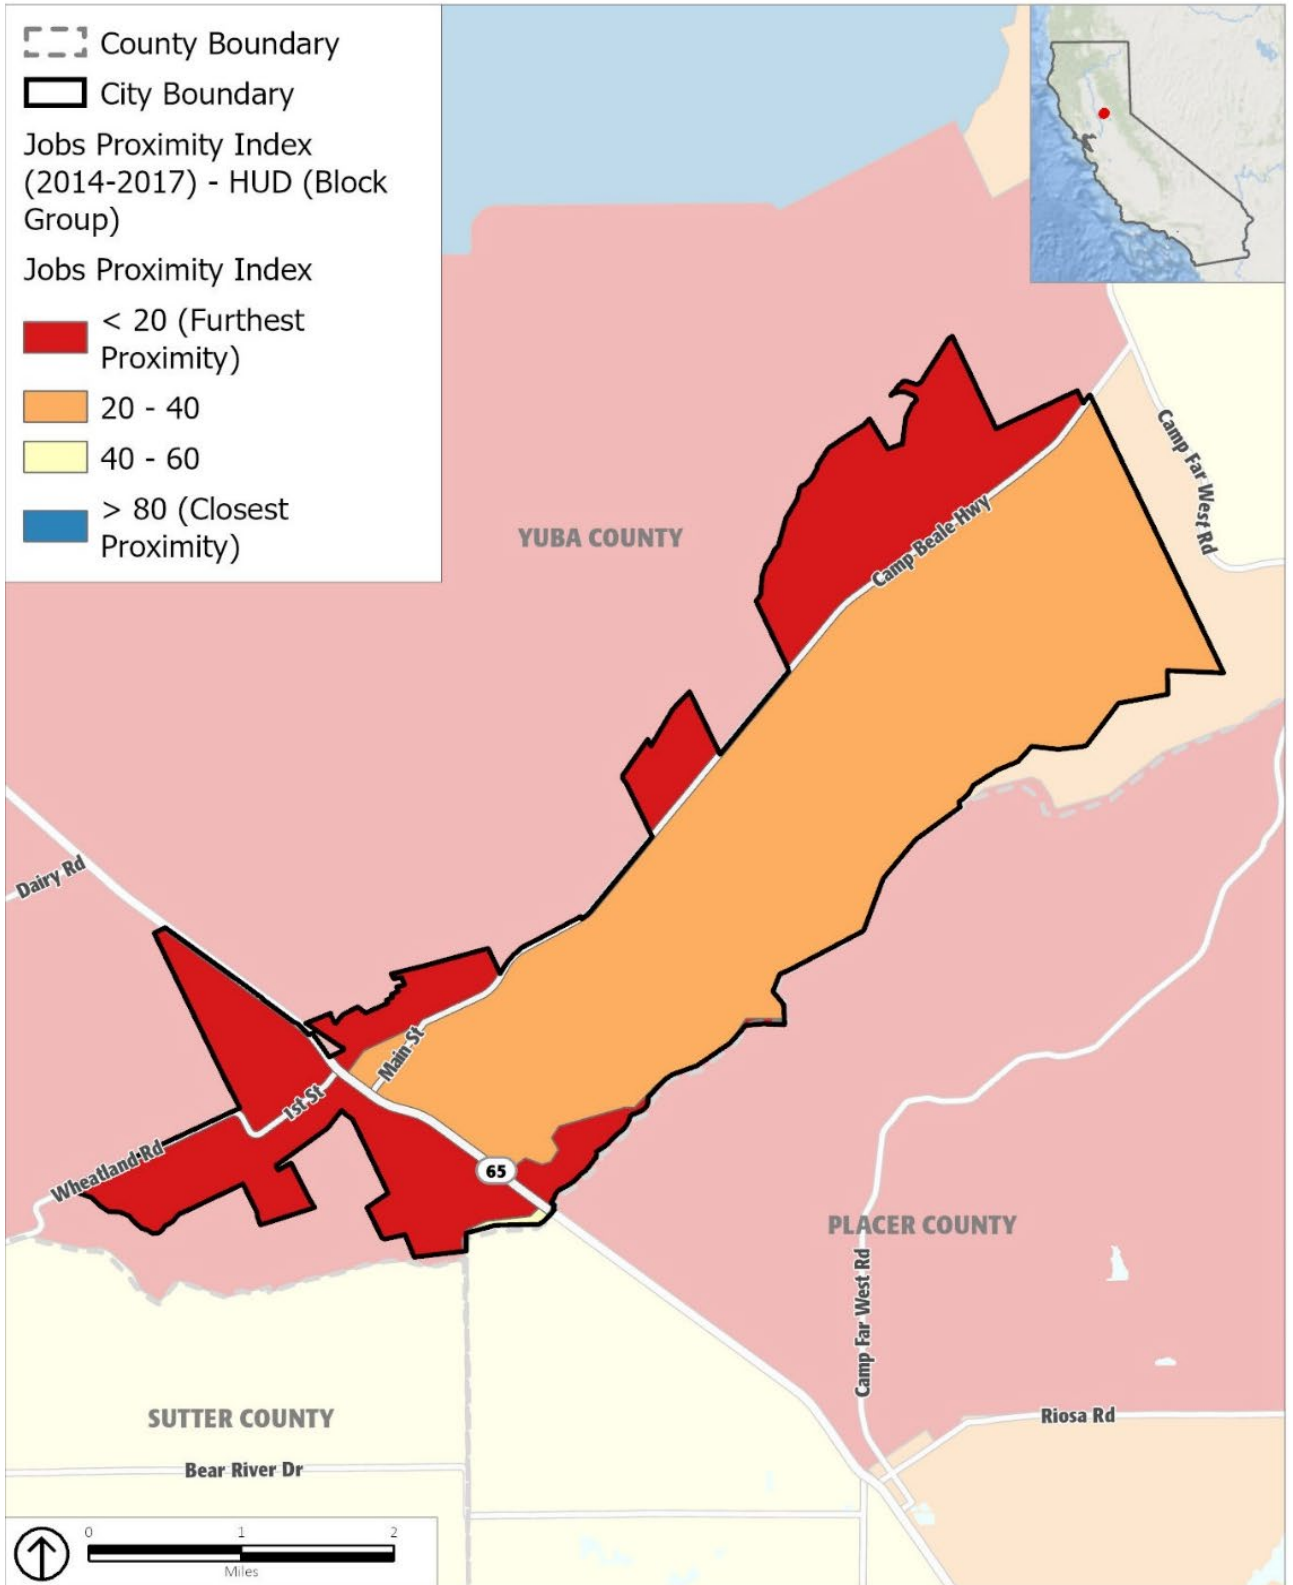 County Boundary
City Boundary
Jobs Proximity Index
(2014-2017) - HUD (Block
Group)
Jobs Proximity Index
< 20 (Furthest
Proximity)
20 - 40
40 - 60
> 80 (Closest
Proximity)
YUBA COUNTY
Camp Far West Rd
Camp Beale Hwy
Dairy Rd
Main St
1st St
Wheatland Rd
65
PLACER COUNTY
Camp Far West Rd
SUTTER COUNTY
Riosa Rd
Bear River Dr
0 1 2
Miles